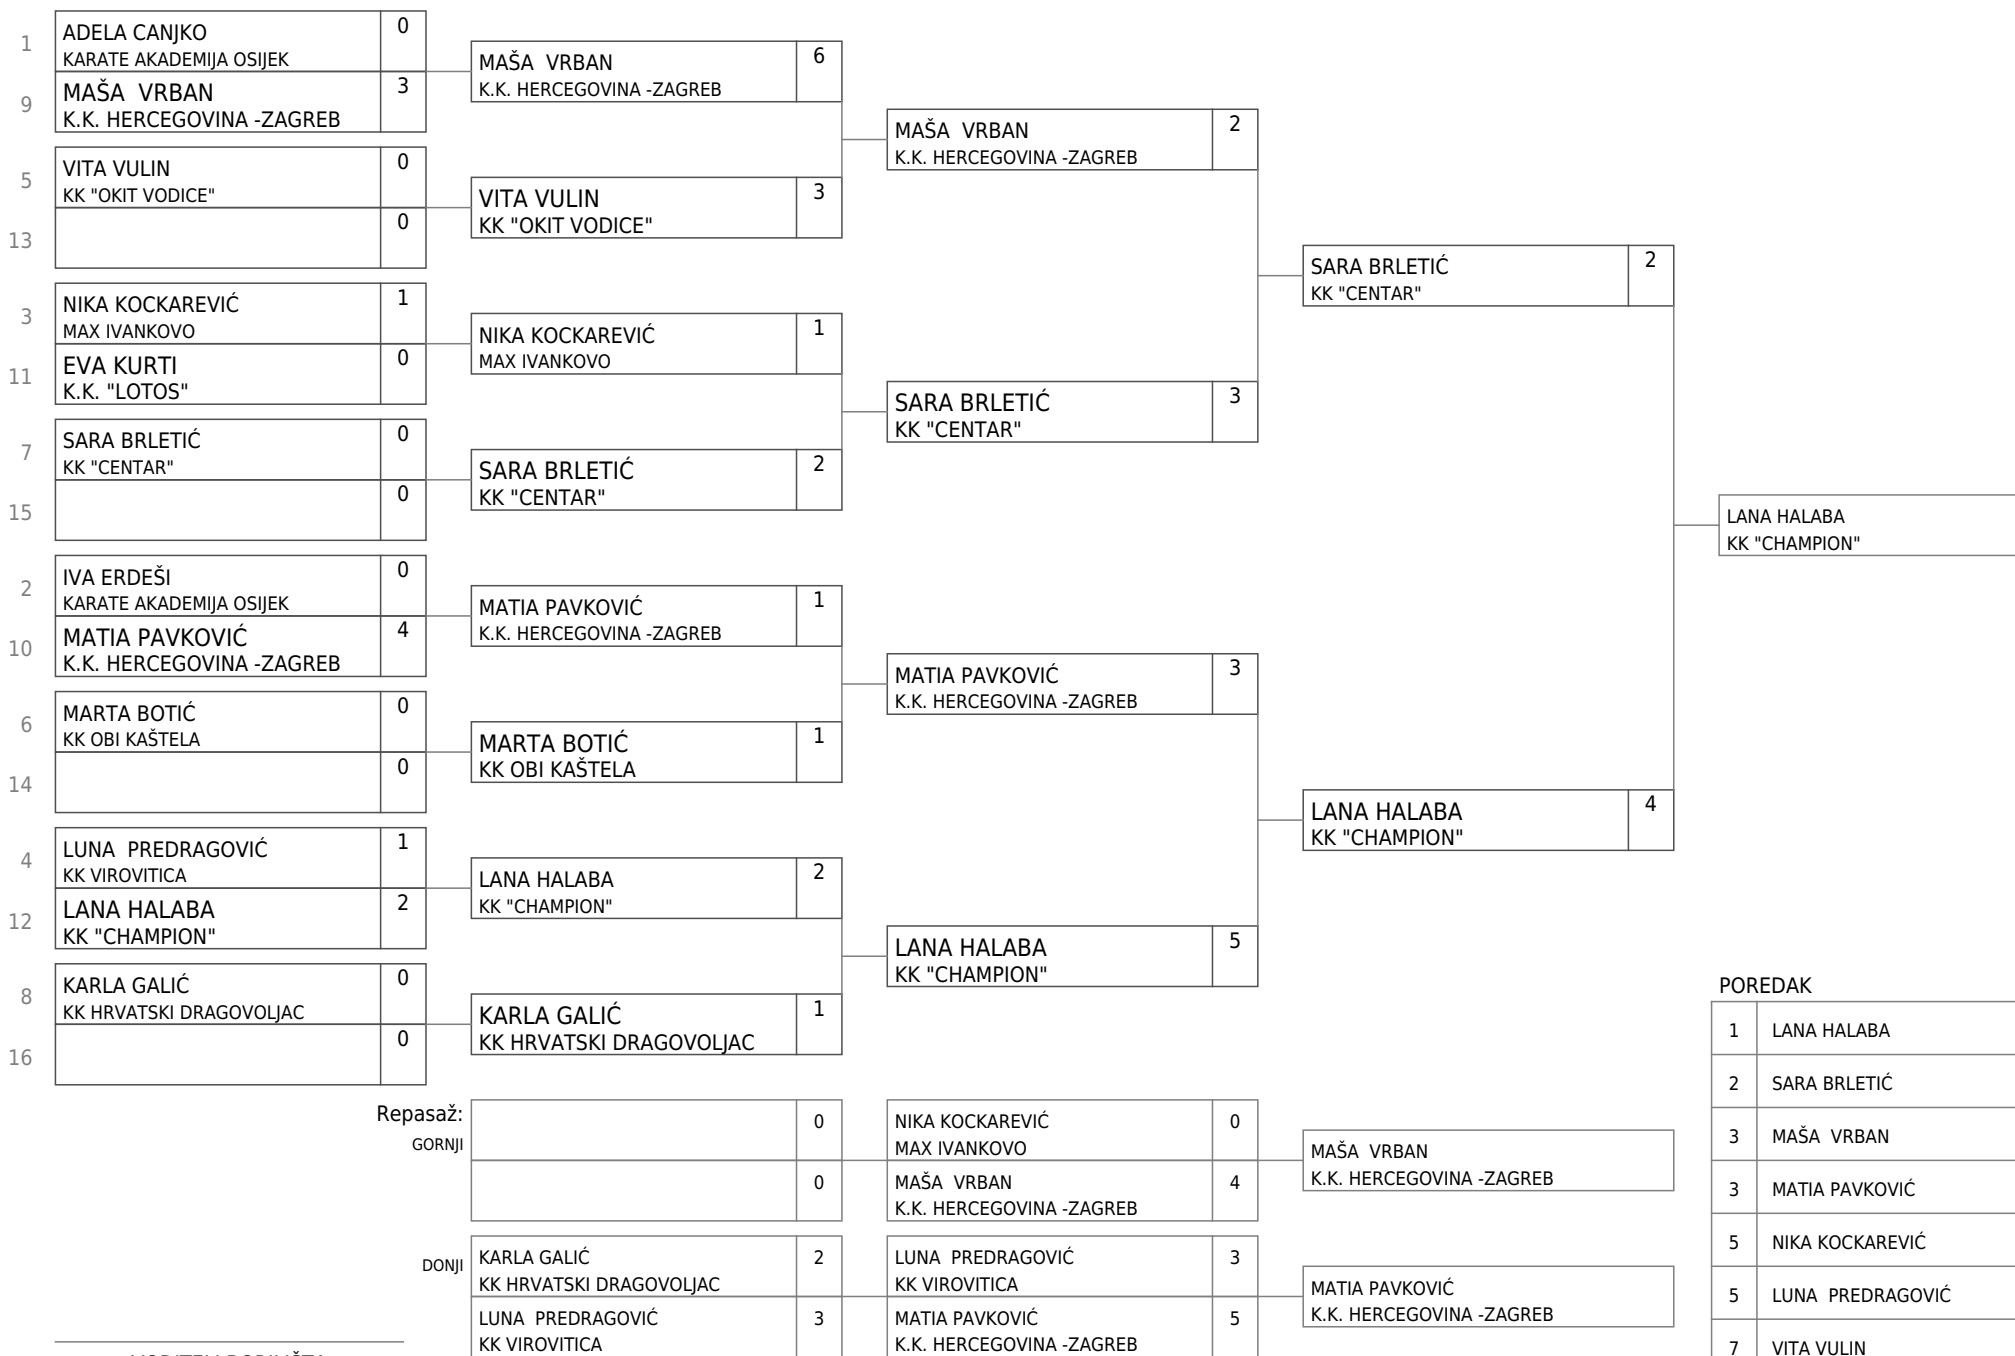 1
ADELA CANJKO
KARATE AKADEMIJA OSIJEK
0
9
MAŠA VRBAN
K.K. HERCEGOVINA -ZAGREB
3
5
VITA VULIN
KK "OKIT VODICE"
0
13
0
3
NIKA KOCKAREVIĆ
MAX IVANKOVO
1
11
EVA KURTI
K.K. "LOTOS"
0
7
SARA BRLETIĆ
KK "CENTAR"
0
15
0
2
IVA ERDEŠI
KARATE AKADEMIJA OSIJEK
0
10
MATIA PAVKOVIĆ
K.K. HERCEGOVINA -ZAGREB
4
6
MARTA BOTIĆ
KK OBI KAŠTELA
0
14
0
4
LUNA PREDRAGOVIĆ
KK VIROVITICA
1
12
LANA HALABA
KK "CHAMPION"
2
8
KARLA GALIĆ
KK HRVATSKI DRAGOVOLJAC
0
16
0
MAŠA VRBAN
K.K. HERCEGOVINA -ZAGREB
6
VITA VULIN
KK "OKIT VODICE"
3
NIKA KOCKAREVIĆ
MAX IVANKOVO
1
SARA BRLETIĆ
KK "CENTAR"
2
MATIA PAVKOVIĆ
K.K. HERCEGOVINA -ZAGREB
1
MARTA BOTIĆ
KK OBI KAŠTELA
1
LANA HALABA
KK "CHAMPION"
2
KARLA GALIĆ
KK HRVATSKI DRAGOVOLJAC
1
MAŠA VRBAN
K.K. HERCEGOVINA -ZAGREB
2
SARA BRLETIĆ
KK "CENTAR"
3
MATIA PAVKOVIĆ
K.K. HERCEGOVINA -ZAGREB
3
LANA HALABA
KK "CHAMPION"
5
SARA BRLETIĆ
KK "CENTAR"
2
LANA HALABA
KK "CHAMPION"
4
LANA HALABA
KK "CHAMPION"
Repasaž:
GORNJI
0
0
NIKA KOCKAREVIĆ
MAX IVANKOVO
0
MAŠA VRBAN
K.K. HERCEGOVINA -ZAGREB
4
MAŠA VRBAN
K.K. HERCEGOVINA -ZAGREB
DONJI
KARLA GALIĆ
KK HRVATSKI DRAGOVOLJAC
2
LUNA PREDRAGOVIĆ
KK VIROVITICA
3
LUNA PREDRAGOVIĆ
KK VIROVITICA
3
MATIA PAVKOVIĆ
K.K. HERCEGOVINA -ZAGREB
5
MATIA PAVKOVIĆ
K.K. HERCEGOVINA -ZAGREB
POREDAK
1 LANA HALABA
2 SARA BRLETIĆ
3 MAŠA VRBAN
3 MATIA PAVKOVIĆ
5 NIKA KOCKAREVIĆ
5 LUNA PREDRAGOVIĆ
7 VITA VULIN